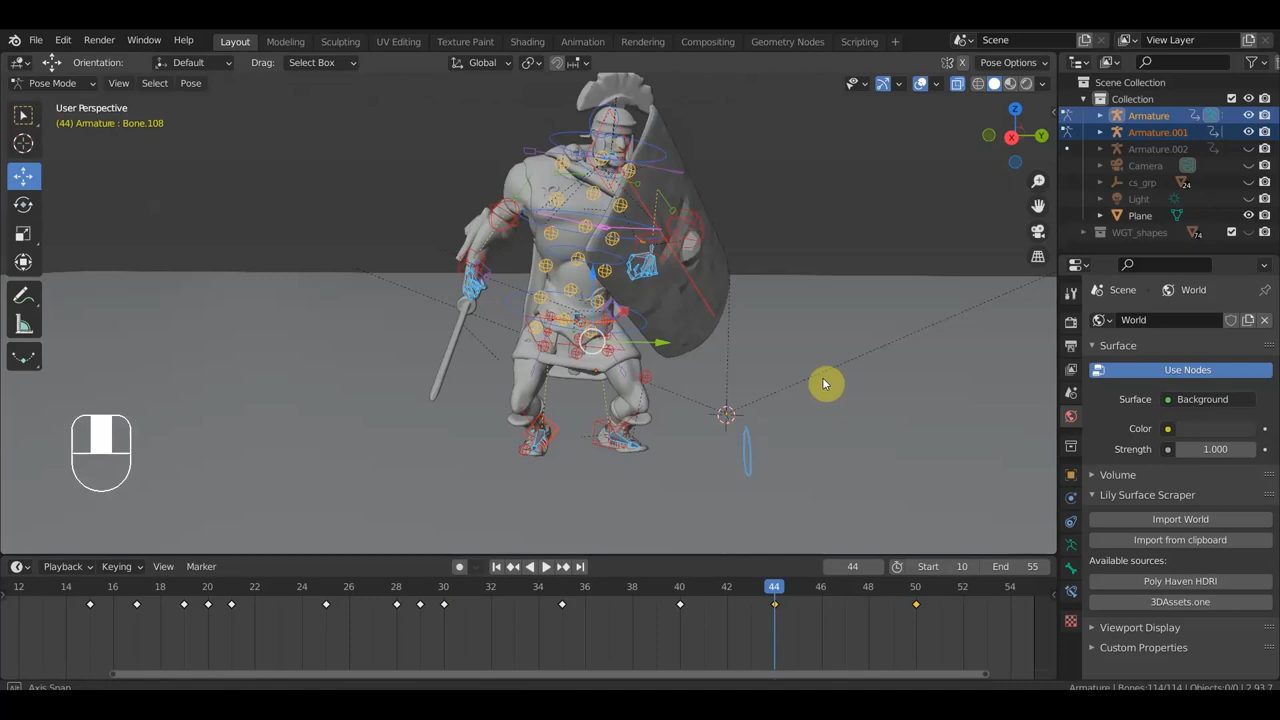 File Edit Render Window Help
Layout Modeling Sculpting UV Editing Texture Paint Shading Animation Rendering Compositing Geometry Nodes Scripting +
Scene
View Layer
Orientation: Default Drag: Select Box Global Pose Options
Pose Mode View Select Pose
User Perspective
(44) Armature : Bone.108
X
Y
Z
Scene Collection
Collection
Armature
Armature.001
Armature.002
Camera
cs_grp 24
Light
Plane
WGT_shapes 74
Scene > World
World
Surface
Use Nodes
Surface Background
Color
Strength 1.000
Volume
Lily Surface Scraper
Import World
Import from clipboard
Available sources:
Poly Haven HDRI
3DAssets.one
Viewport Display
Custom Properties
Playback Keying View Marker
44 Start 10 End 55
12 14 16 18 20 22 24 26 28 30 32 34 36 38 40 42 44 46 48 50 52 54
Axis Snap
Armature | Bones:114/114 | Objects:0/0 | 2.93.7